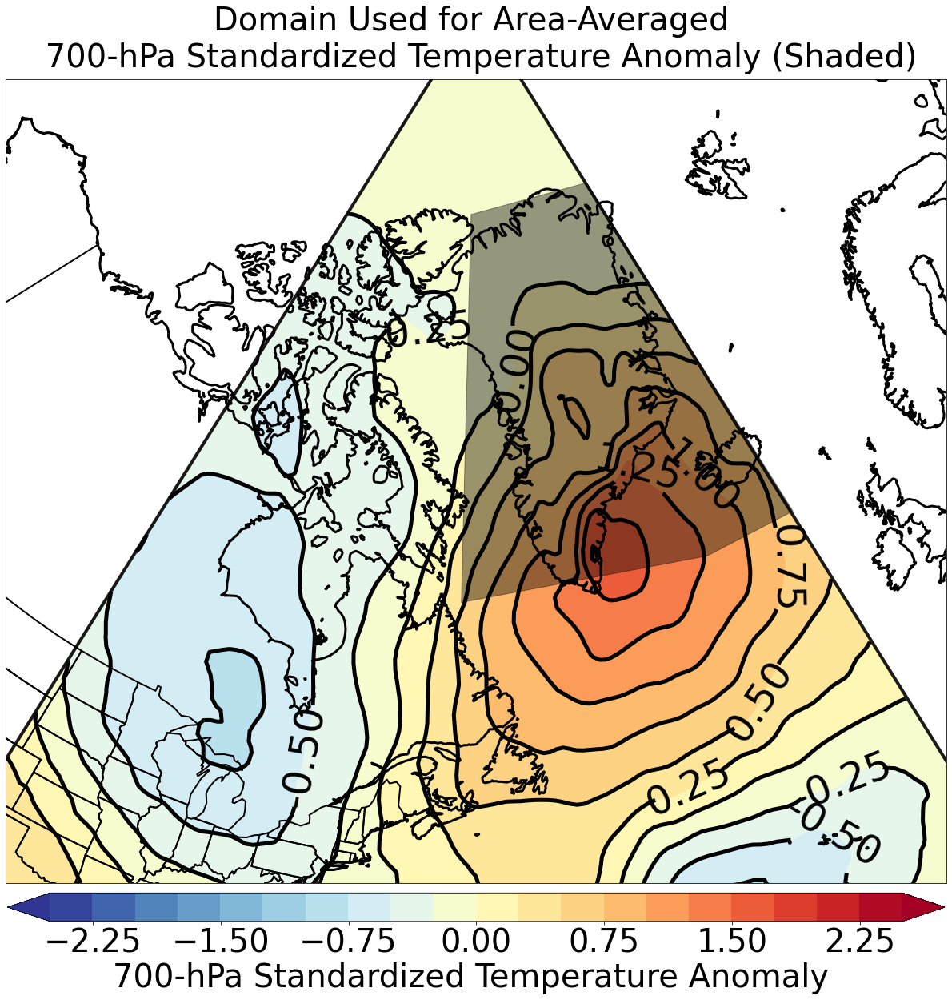 Domain Used for Area-Averaged
700-hPa Standardized Temperature Anomaly (Shaded)
0.25
0.00
1.00
1.25
0.75
0.50
-0.50
0.25
-0.25
-0.50
−2.25 −1.50 −0.75 0.00 0.75 1.50 2.25
700-hPa Standardized Temperature Anomaly